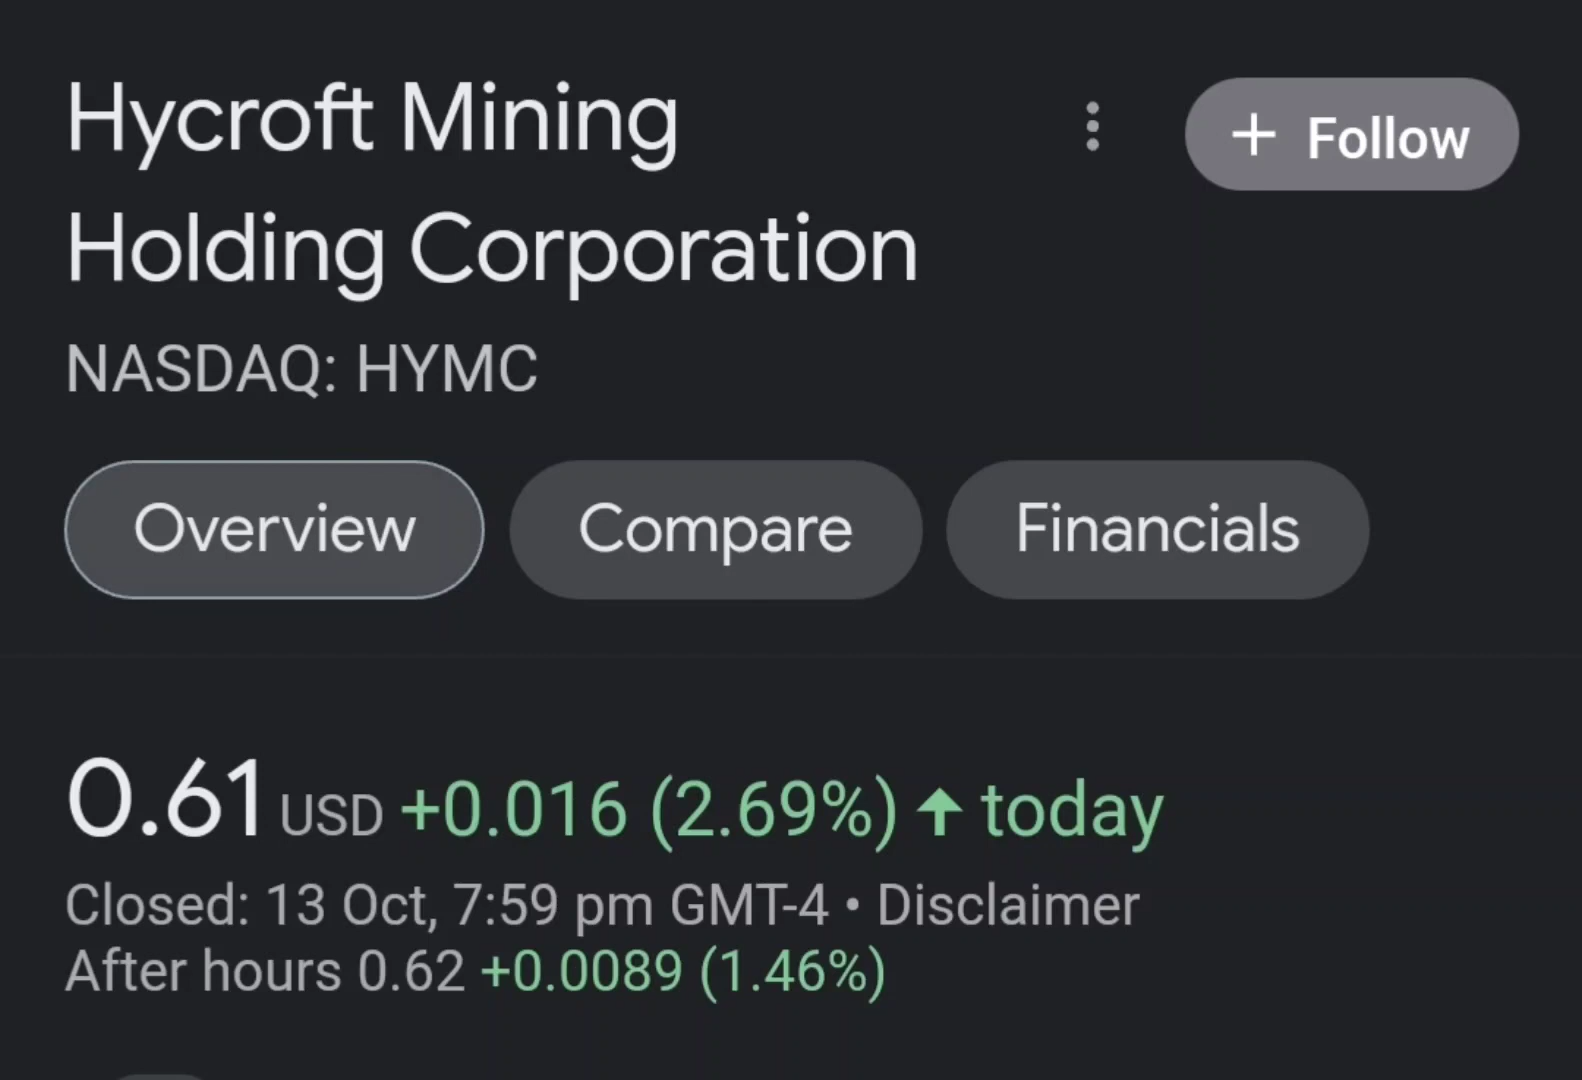 Hycroft Mining
Holding Corporation
+ Follow
NASDAQ: HYMC
Overview Compare Financials
0.61 USD +0.016 (2.69%) ↑ today
Closed: 13 Oct, 7:59 pm GMT-4 • Disclaimer
After hours 0.62 +0.0089 (1.46%)